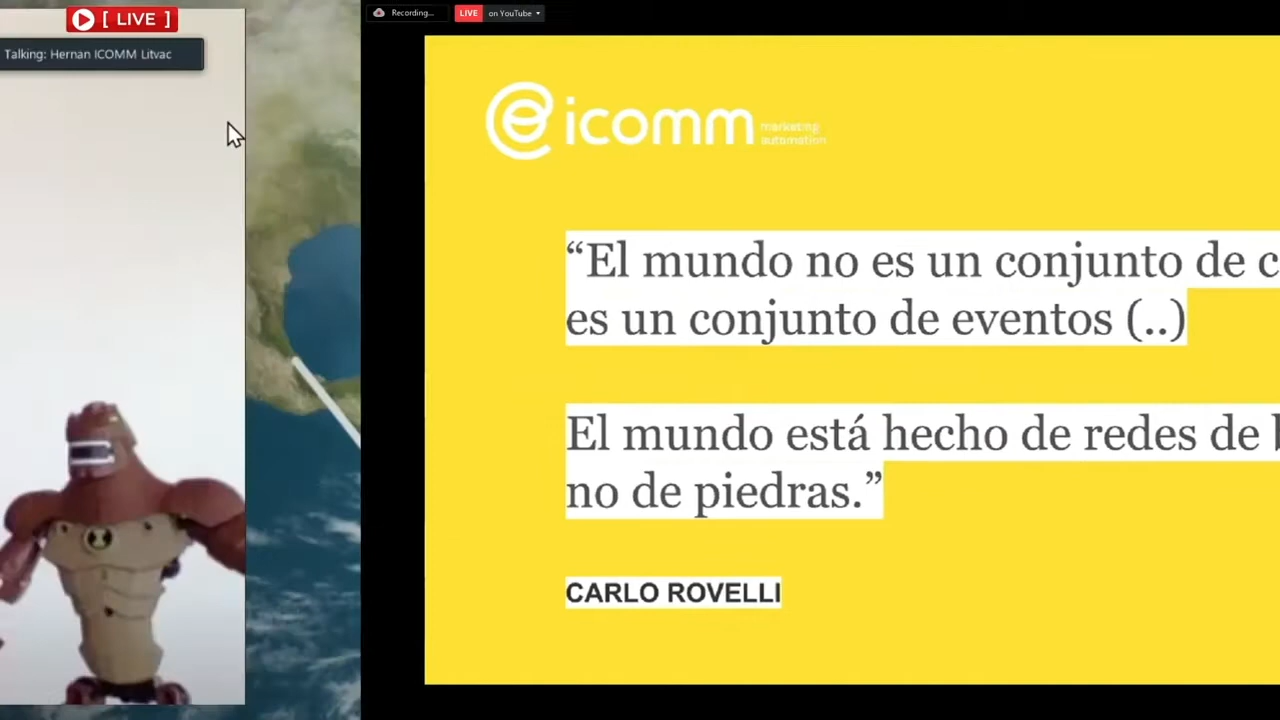 [ LIVE ]
Talking: Hernan ICOMM Litvac
Recording...
LIVE on YouTube
icomm marketing automation
“El mundo no es un conjunto de
es un conjunto de eventos (..)
El mundo está hecho de redes de
no de piedras.”
CARLO ROVELLI